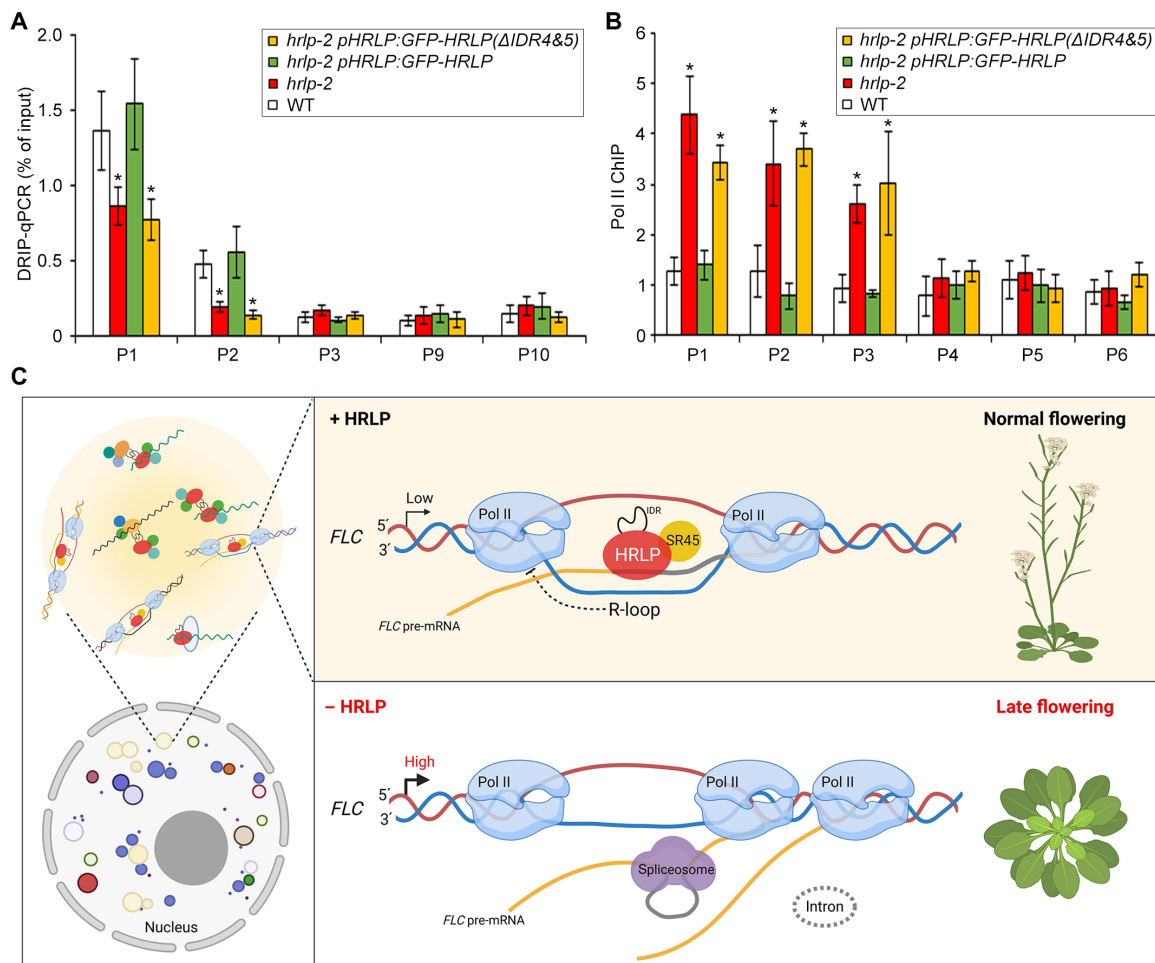 A
DRIP-qPCR (% of input)
2.0
1.5
1.0
0.5
0
hrlp-2 pHRLP:GFP-HRLP(ΔIDR4&5)
hrlp-2 pHRLP:GFP-HRLP
hrlp-2
WT
*
*
*
*
P1
P2
P3
P9
P10
B
Pol II ChIP
6
5
4
3
2
1
0
hrlp-2 pHRLP:GFP-HRLP(ΔIDR4&5)
hrlp-2 pHRLP:GFP-HRLP
hrlp-2
WT
*
*
*
*
*
*
P1
P2
P3
P4
P5
P6
C
Nucleus
+ HRLP
Normal flowering
Low
FLC
5′
3′
Pol II
IDR
HRLP
SR45
Pol II
R-loop
FLC pre-mRNA
– HRLP
Late flowering
High
FLC
5′
3′
Pol II
Pol II
Pol II
Spliceosome
FLC pre-mRNA
Intron